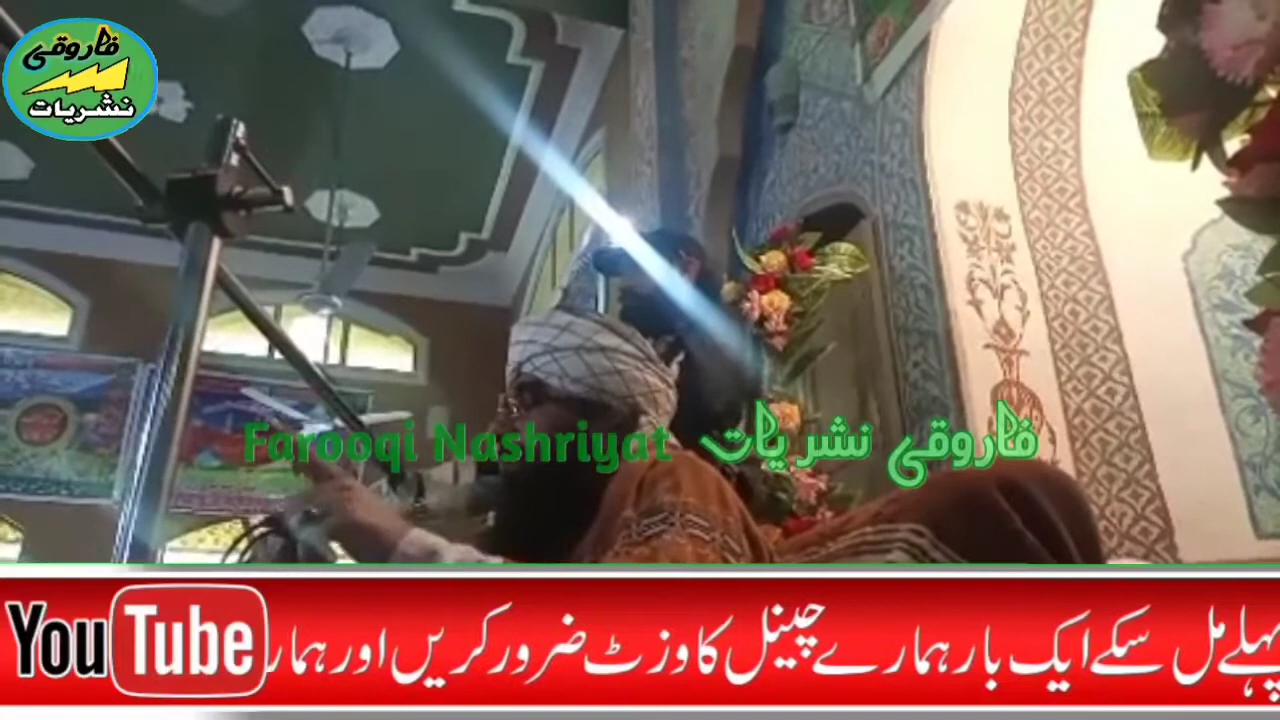 فاروقی
نشریات
Farooqi Nashriyat فاروقی نشریات
YouTube پہلے مل سکے ایک بار ہمارے چینل کا وزٹ ضرور کریں اور ہمار